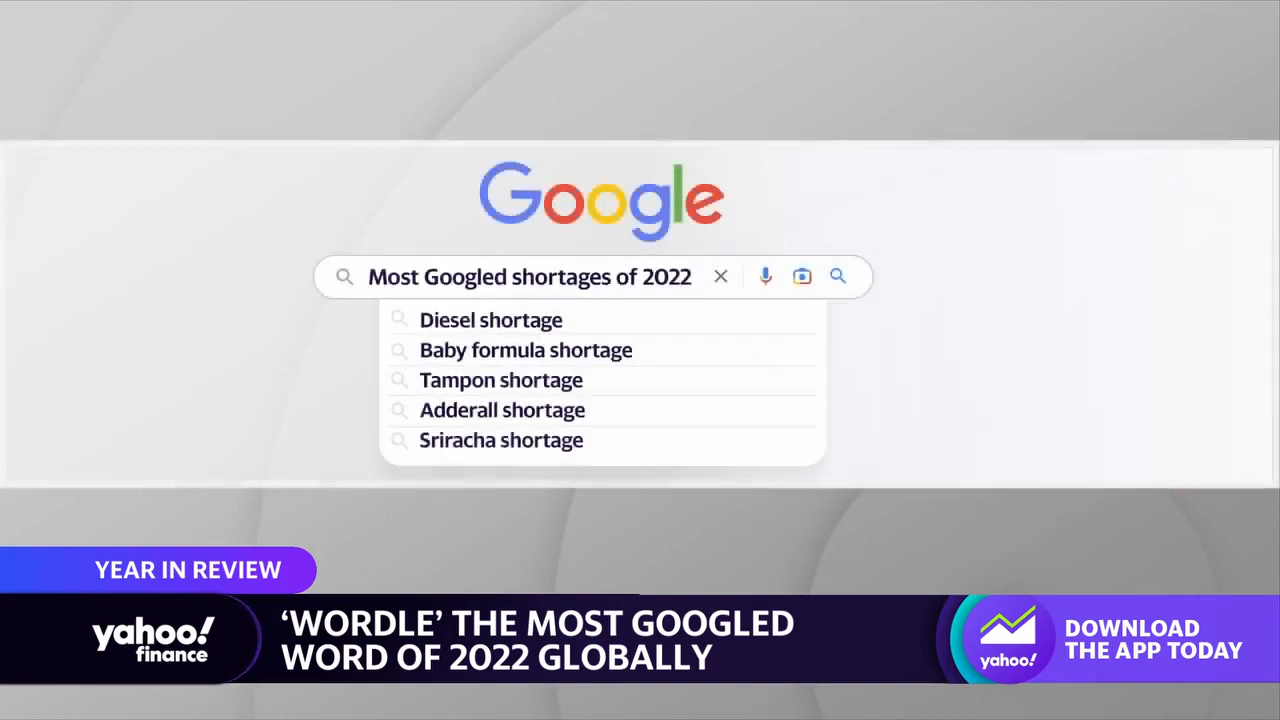 Google
Most Googled shortages of 2022
Diesel shortage
Baby formula shortage
Tampon shortage
Adderall shortage
Sriracha shortage
YEAR IN REVIEW
yahoo!
finance
‘WORDLE’ THE MOST GOOGLED
WORD OF 2022 GLOBALLY
yahoo!
DOWNLOAD
THE APP TODAY